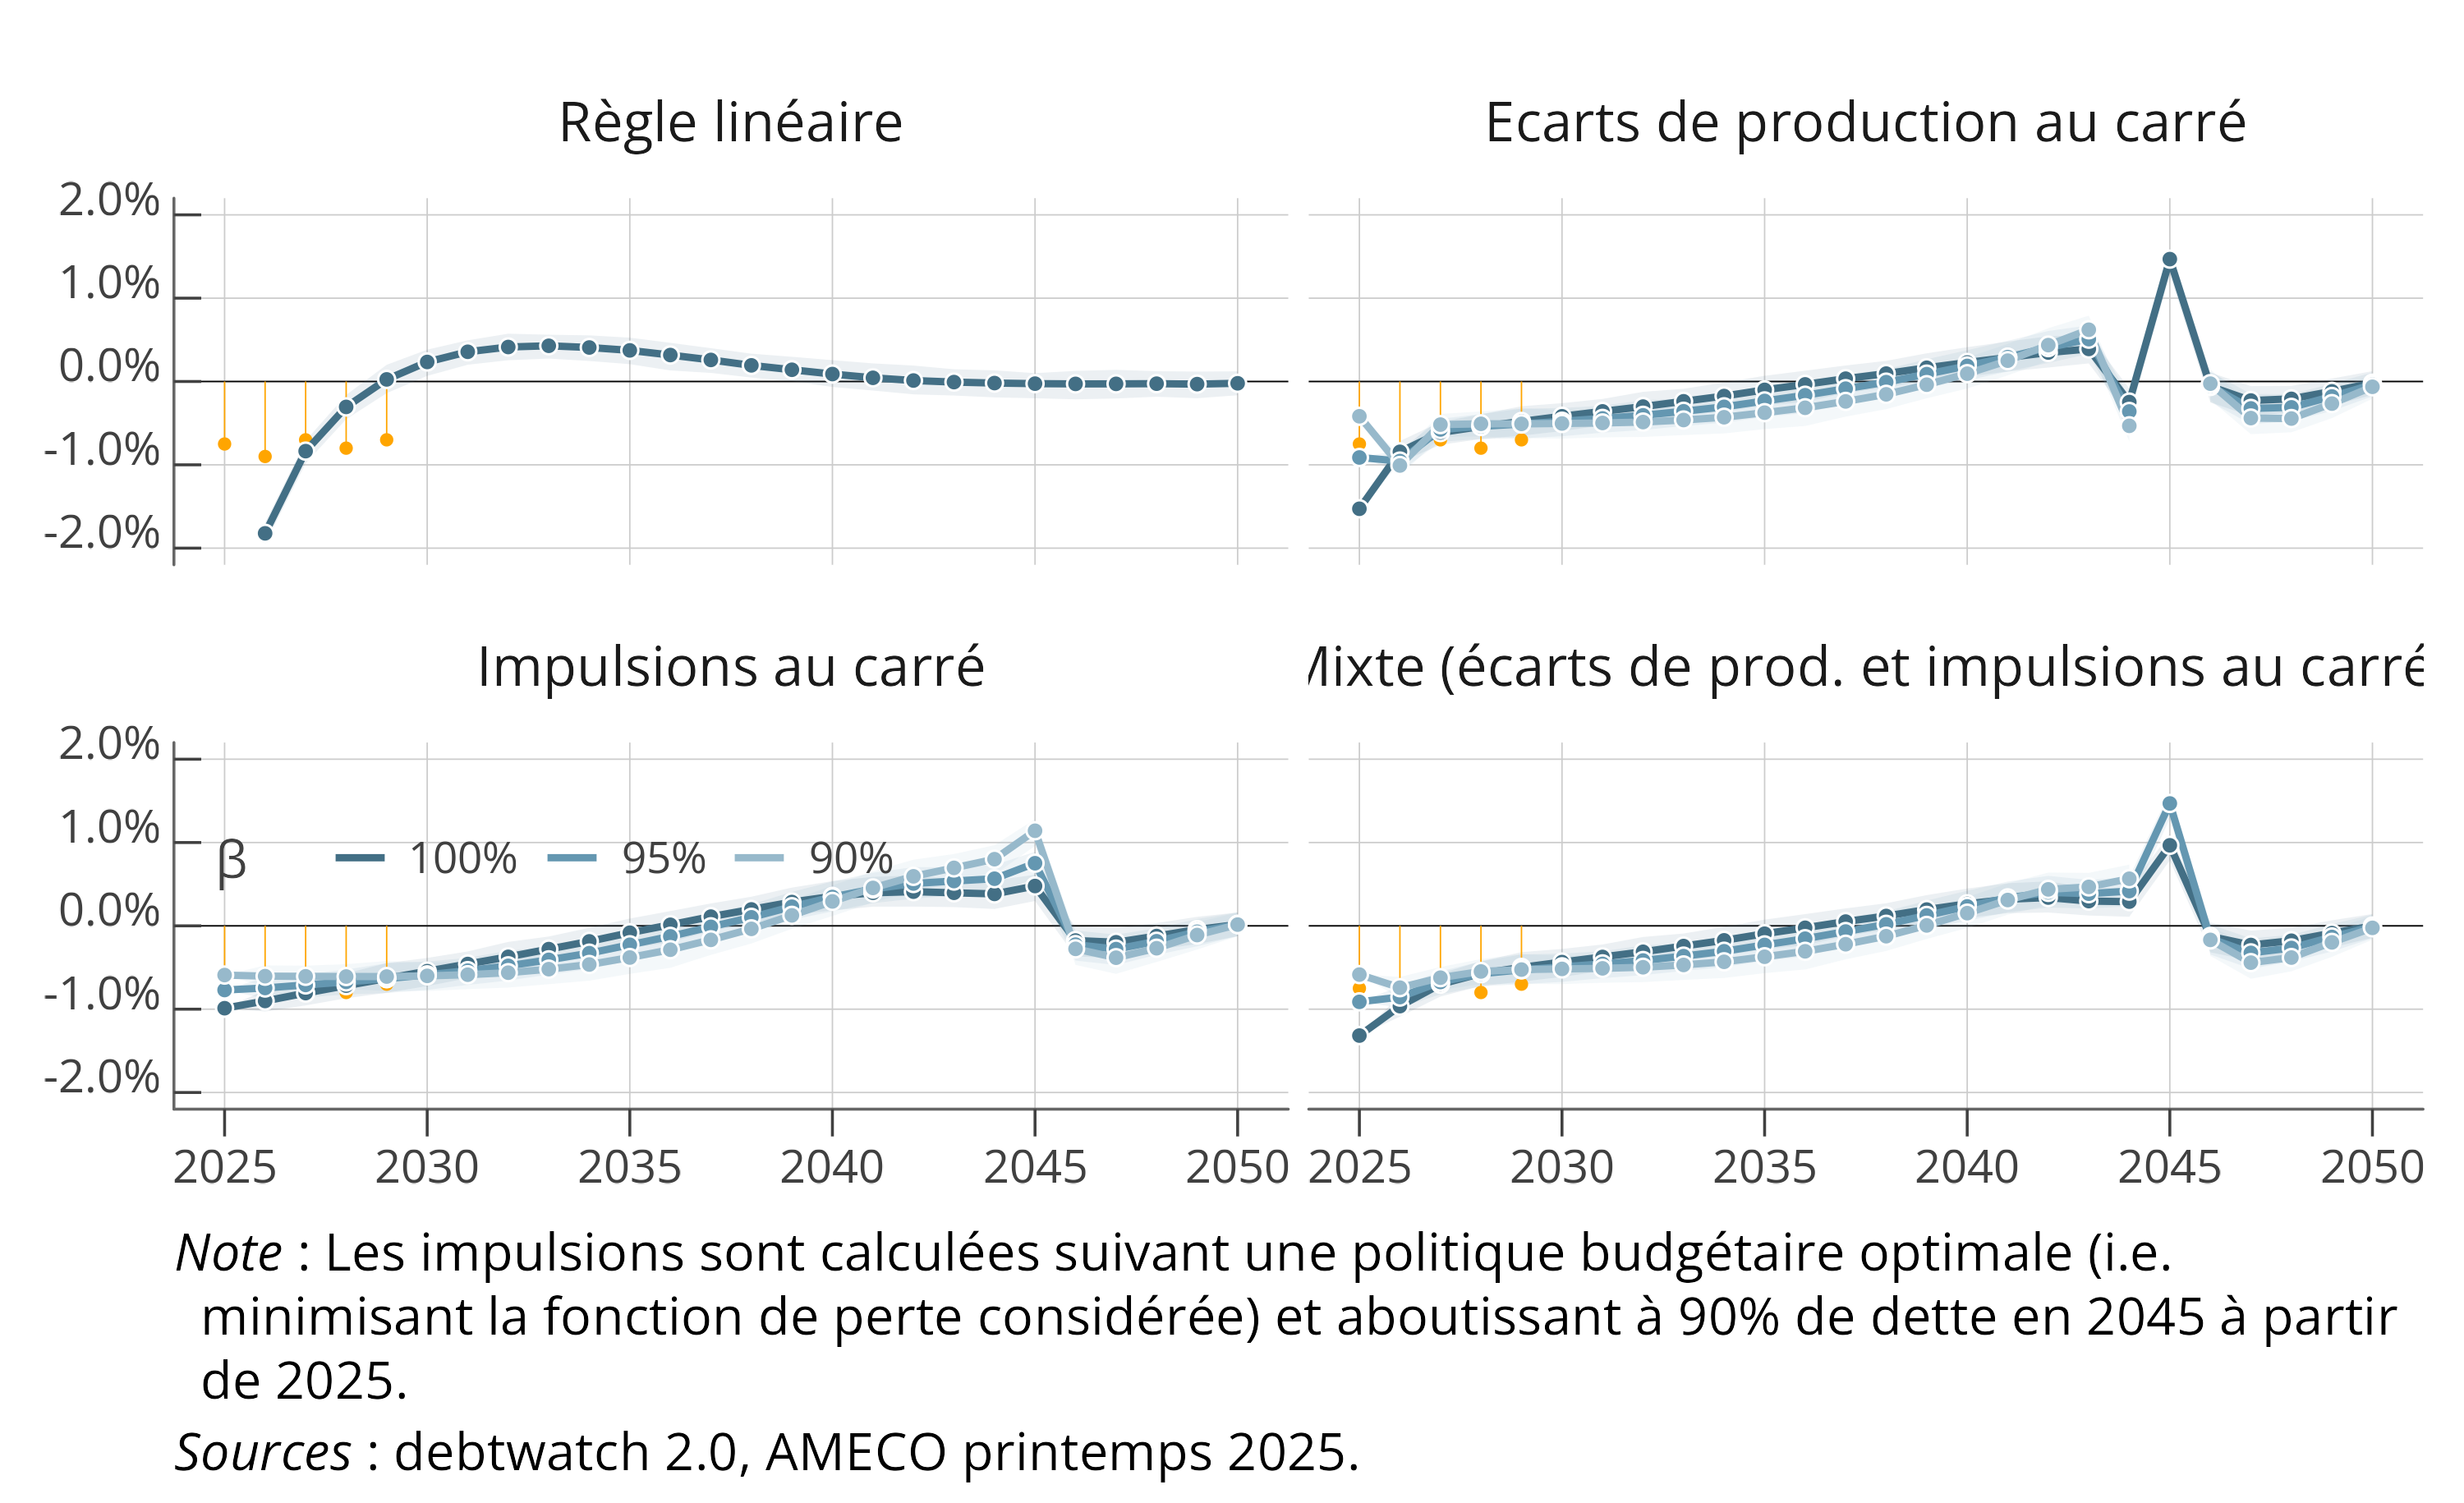 Règle linéaire
Ecarts de production au carré
2.0%
1.0%
0.0%
-1.0%
-2.0%
Impulsions au carré
Mixte (écarts de prod. et impulsions au carré
2.0%
1.0%
0.0%
-1.0%
-2.0%
β 100% 95% 90%
2025 2030 2035 2040 2045 2050
2025 2030 2035 2040 2045 2050
Note : Les impulsions sont calculées suivant une politique budgétaire optimale (i.e.
minimisant la fonction de perte considérée) et aboutissant à 90% de dette en 2045 à partir
de 2025.
Sources : debtwatch 2.0, AMECO printemps 2025.